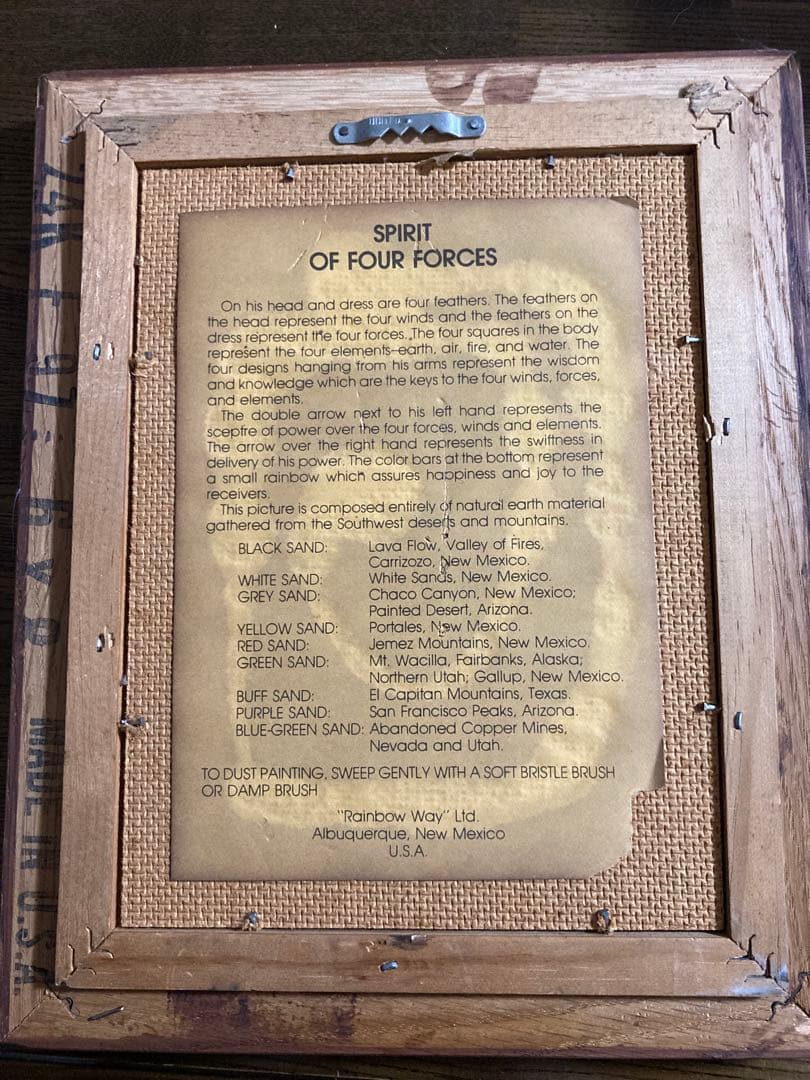 SPIRIT
OF FOUR FORCES
On his head and dress are four feathers. The feathers on
the head represent the four winds and the feathers on the
dress represent the four forces. The four squares in the body
represent the four elements–earth, air, fire, and water. The
four designs hanging from his arms represent the wisdom
and knowledge which are the keys to the four winds, forces,
and elements.
The double arrow next to his left hand represents the
sceptre of power over the four forces, winds and elements.
The arrow over the right hand represents the swiftness in
delivery of his power. The color bars at the bottom represent
a small rainbow which assures happiness and joy to the
receivers.
This picture is composed entirely of natural earth material
gathered from the Southwest deserts and mountains.
BLACK SAND: Lava Flow, Valley of Fires,
Carrizozo, New Mexico.
WHITE SAND: White Sands, New Mexico.
GREY SAND: Chaco Canyon, New Mexico;
Painted Desert, Arizona.
YELLOW SAND: Portales, New Mexico.
RED SAND: Jemez Mountains, New Mexico.
GREEN SAND: Mt. Wacilla, Fairbanks, Alaska;
Northern Utah; Gallup, New Mexico.
BUFF SAND: El Capitan Mountains, Texas.
PURPLE SAND: San Francisco Peaks, Arizona.
BLUE-GREEN SAND: Abandoned Copper Mines,
Nevada and Utah.
TO DUST PAINTING, SWEEP GENTLY WITH A SOFT BRISTLE BRUSH
OR DAMP BRUSH
"Rainbow Way" Ltd.
Albuquerque, New Mexico
U.S.A.
MADE IN U.S.A.